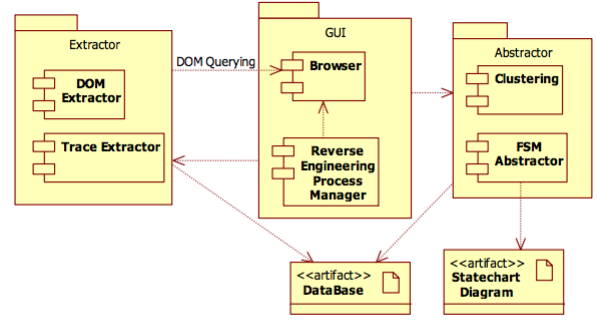 Extractor
DOM
Extractor
Trace Extractor
DOM Querying
GUI
Browser
Reverse
Engineering
Process
Manager
Abstractor
Clustering
FSM
Abstractor
<<artifact>>
DataBase
<<artifact>>
Statechart
Diagram